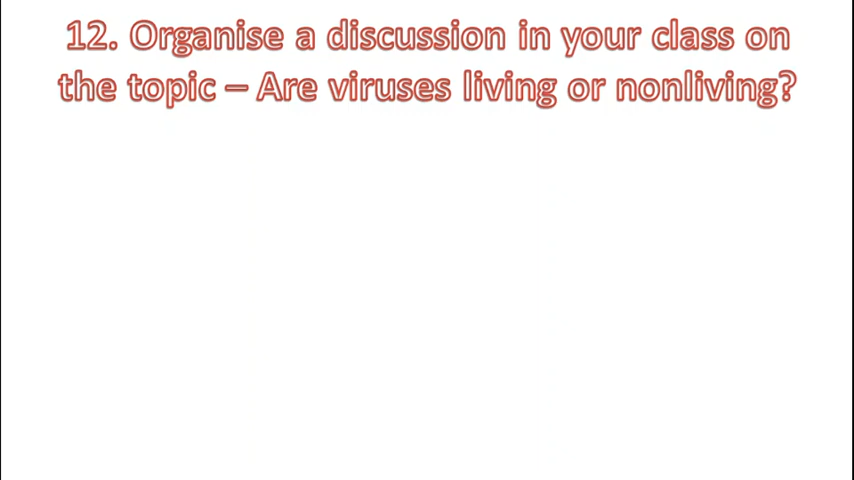 12. Organise a discussion in your class on
the topic – Are viruses living or nonliving?